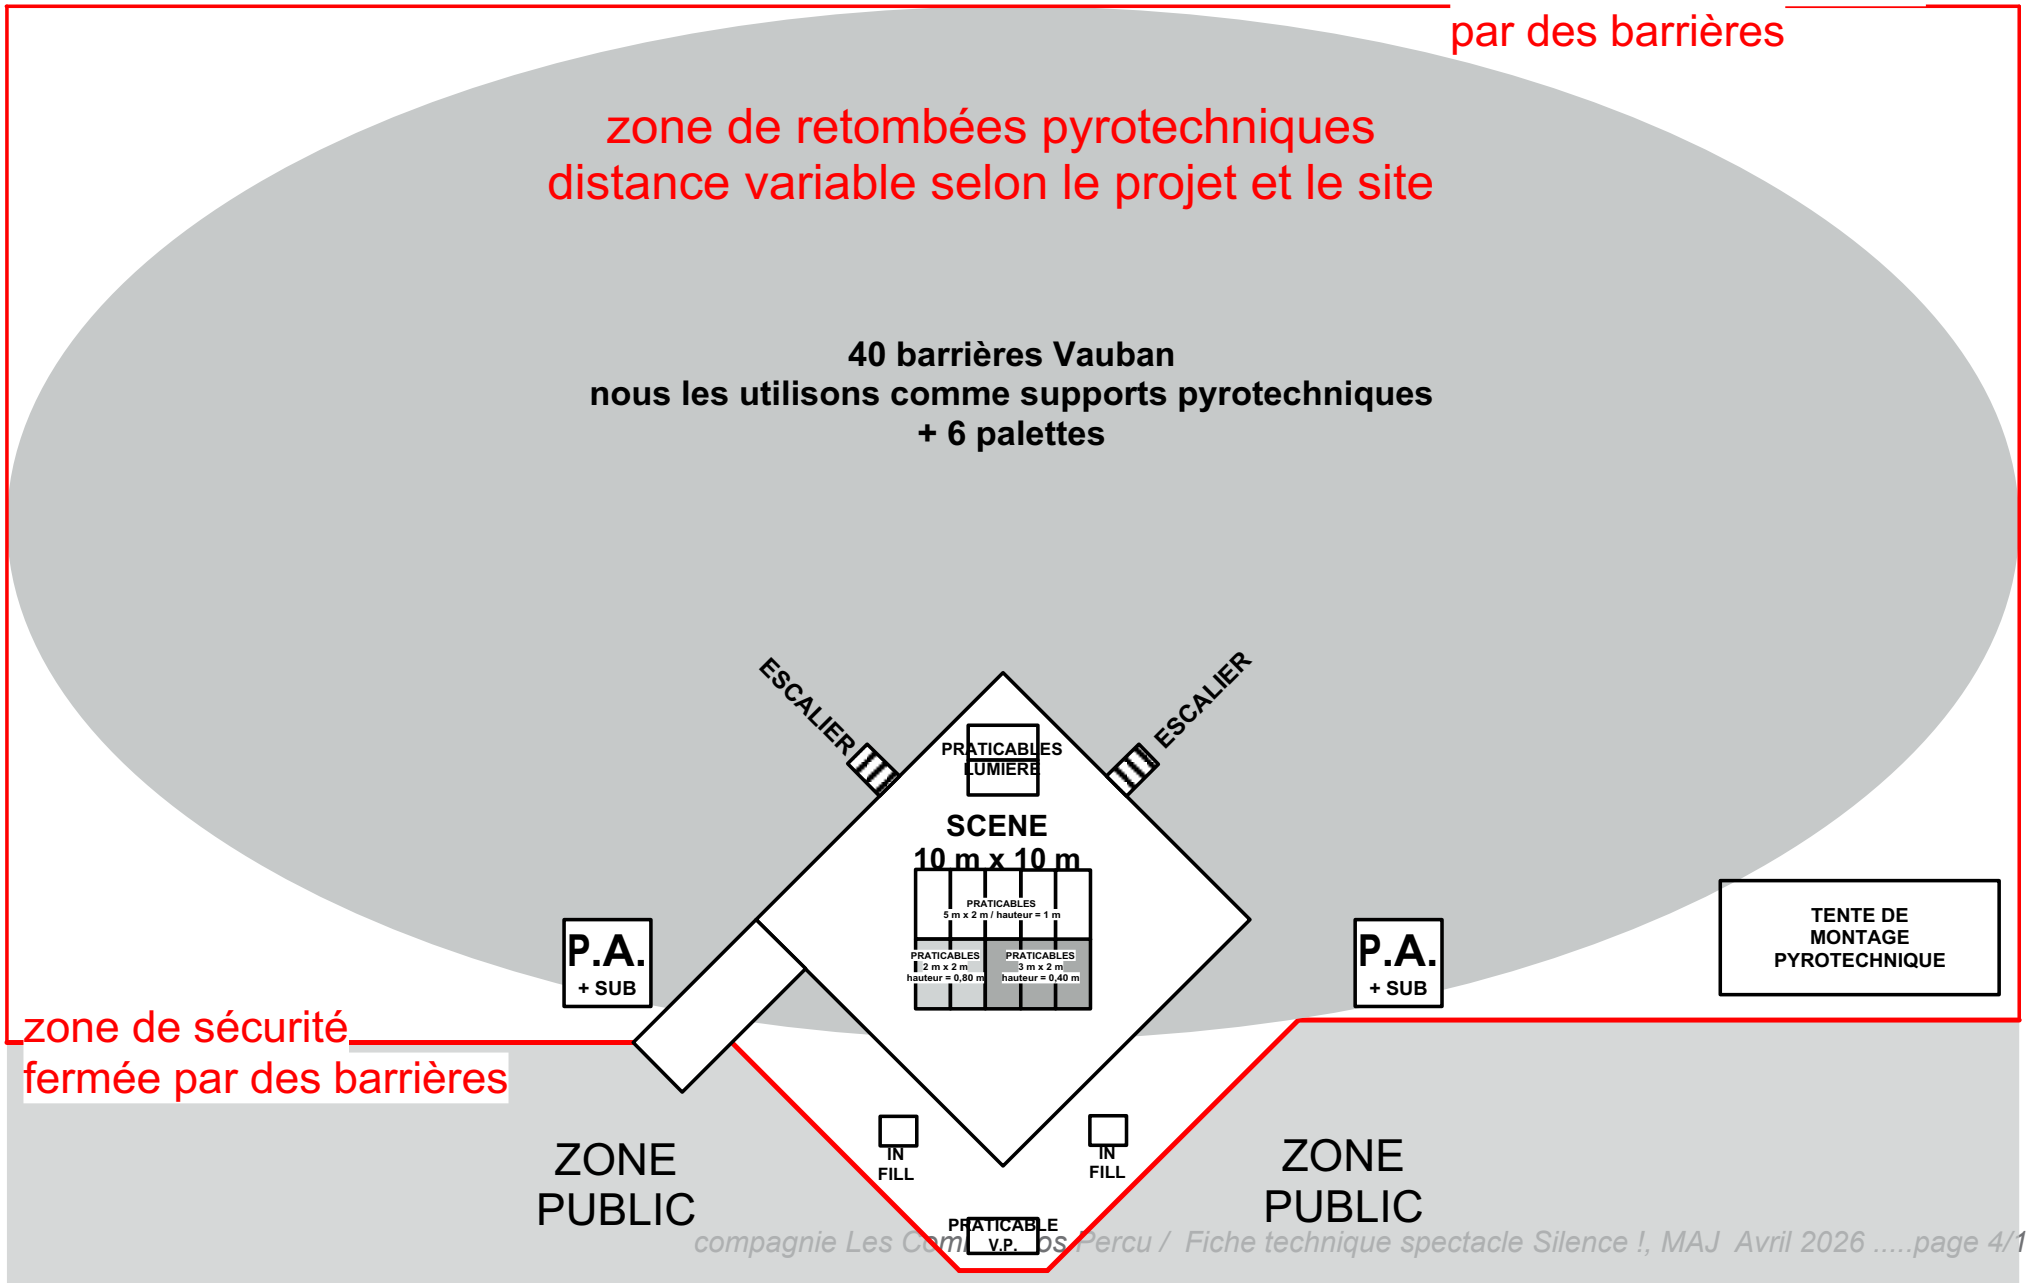 par des barrières
zone de retombées pyrotechniques
distance variable selon le projet et le site
40 barrières Vauban
nous les utilisons comme supports pyrotechniques
+ 6 palettes
ESCALIER
ESCALIER
PRATICABLES
LUMIERE
SCENE
10 m x 10 m
PRATICABLES
5 m x 2 m / hauteur = 1 m
PRATICABLES
2 m x 2 m
hauteur = 0,80 m
PRATICABLES
3 m x 2 m
hauteur = 0,40 m
P.A.
+ SUB
P.A.
+ SUB
TENTE DE
MONTAGE
PYROTECHNIQUE
zone de sécurité
fermée par des barrières
ZONE
PUBLIC
IN
FILL
IN
FILL
ZONE
PUBLIC
PRATICABLE
V.P.
compagnie Les Com os Percu / Fiche technique spectacle Silence !, MAJ Avril 2026 .....page 4/1